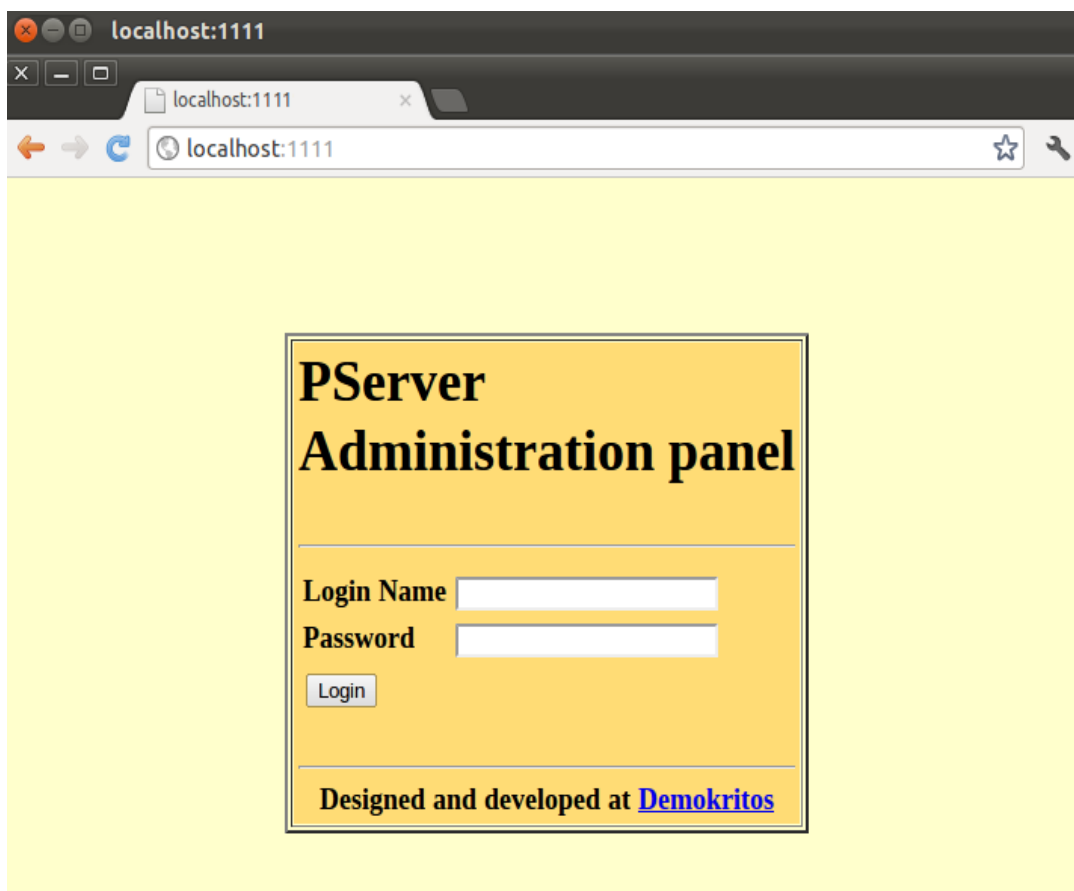 localhost:1111
localhost:1111
localhost:1111
PServer
Administration panel
Login Name
Password
Login
Designed and developed at Demokritos